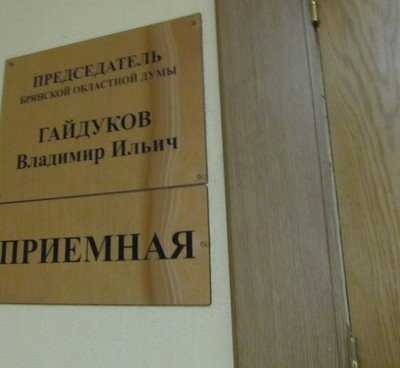 ПРЕДСЕДАТЕЛЬ
БРЯНСКОЙ ОБЛАСТНОЙ ДУМЫ
ГАЙДУКОВ
Владимир Ильич
ПРИЕМНАЯ